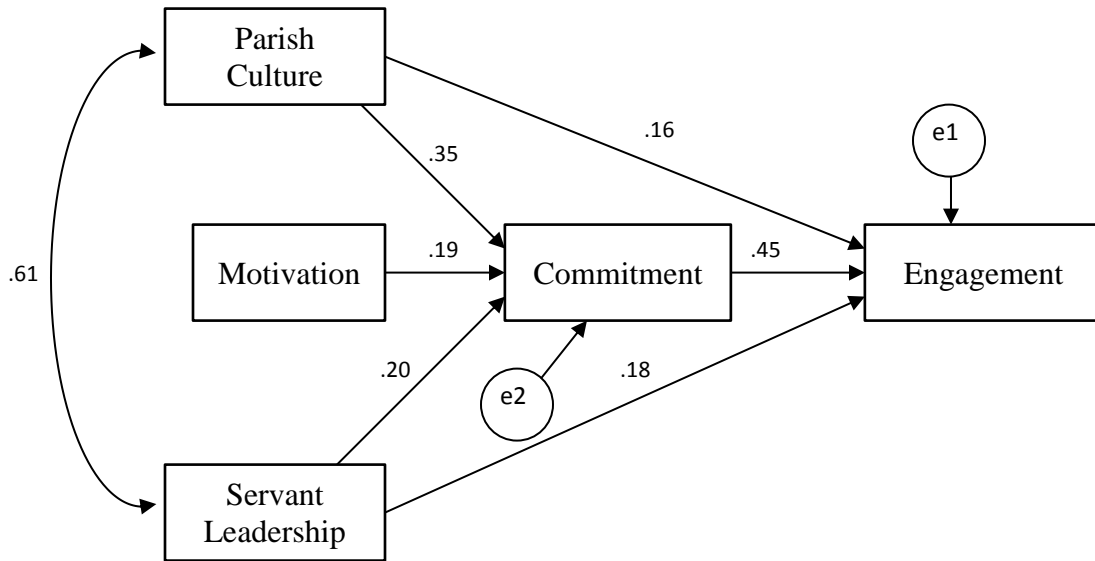 Parish
Culture
.16
e1
.35
.61
Motivation
.19
Commitment
.45
Engagement
.20
e2
.18
Servant
Leadership